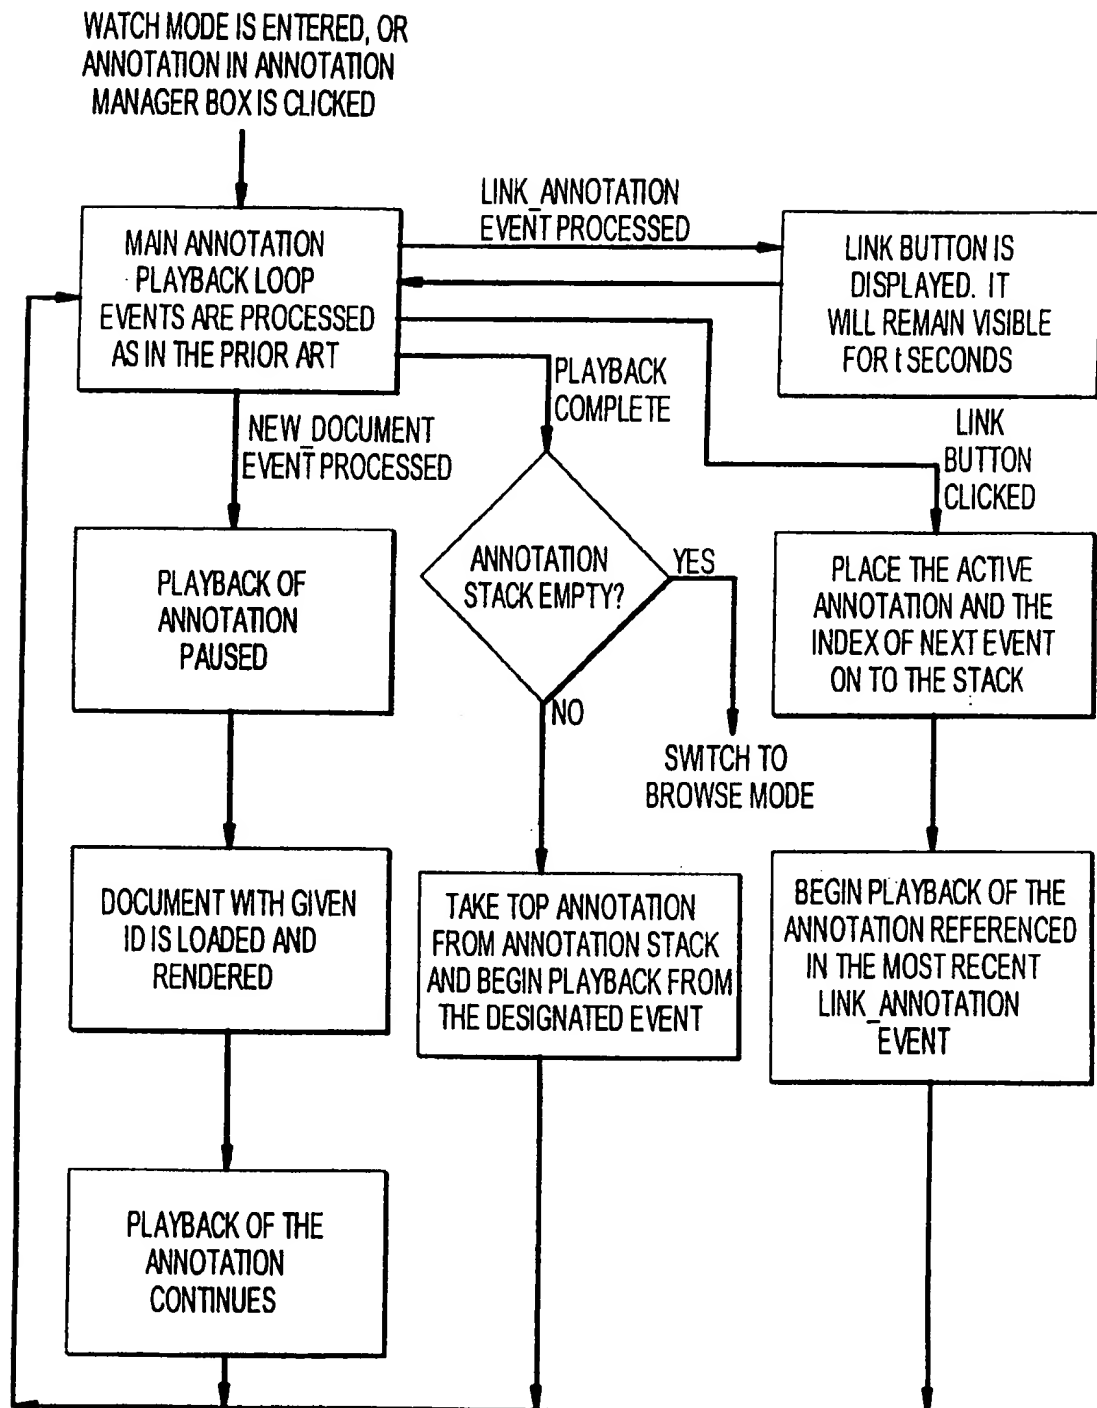 WATCH MODE IS ENTERED, OR
ANNOTATION IN ANNOTATION
MANAGER BOX IS CLICKED
MAIN ANNOTATION
PLAYBACK LOOP
EVENTS ARE PROCESSED
AS IN THE PRIOR ART
LINK_ANNOTATION
EVENT PROCESSED
LINK BUTTON IS
DISPLAYED. IT
WILL REMAIN VISIBLE
FOR t SECONDS
NEW_DOCUMENT
EVENT PROCESSED
PLAYBACK
COMPLETE
LINK
BUTTON
CLICKED
PLAYBACK OF
ANNOTATION
PAUSED
ANNOTATION
STACK EMPTY?
YES
NO
SWITCH TO
BROWSE MODE
PLACE THE ACTIVE
ANNOTATION AND THE
INDEX OF NEXT EVENT
ON TO THE STACK
DOCUMENT WITH GIVEN
ID IS LOADED AND
RENDERED
TAKE TOP ANNOTATION
FROM ANNOTATION STACK
AND BEGIN PLAYBACK FROM
THE DESIGNATED EVENT
BEGIN PLAYBACK OF THE
ANNOTATION REFERENCED
IN THE MOST RECENT
LINK_ANNOTATION
EVENT
PLAYBACK OF THE
ANNOTATION
CONTINUES